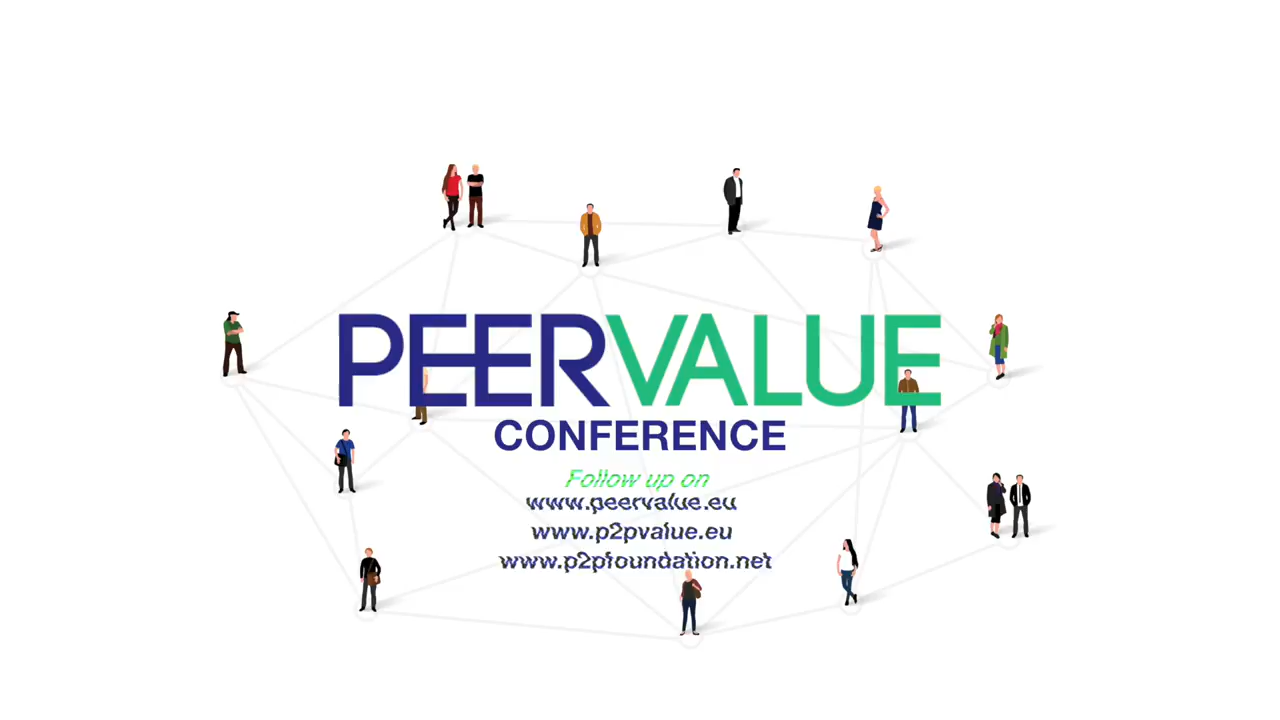 PEERVALUE
CONFERENCE
Follow up on
www.peervalue.eu
www.p2pvalue.eu
www.p2pfoundation.net